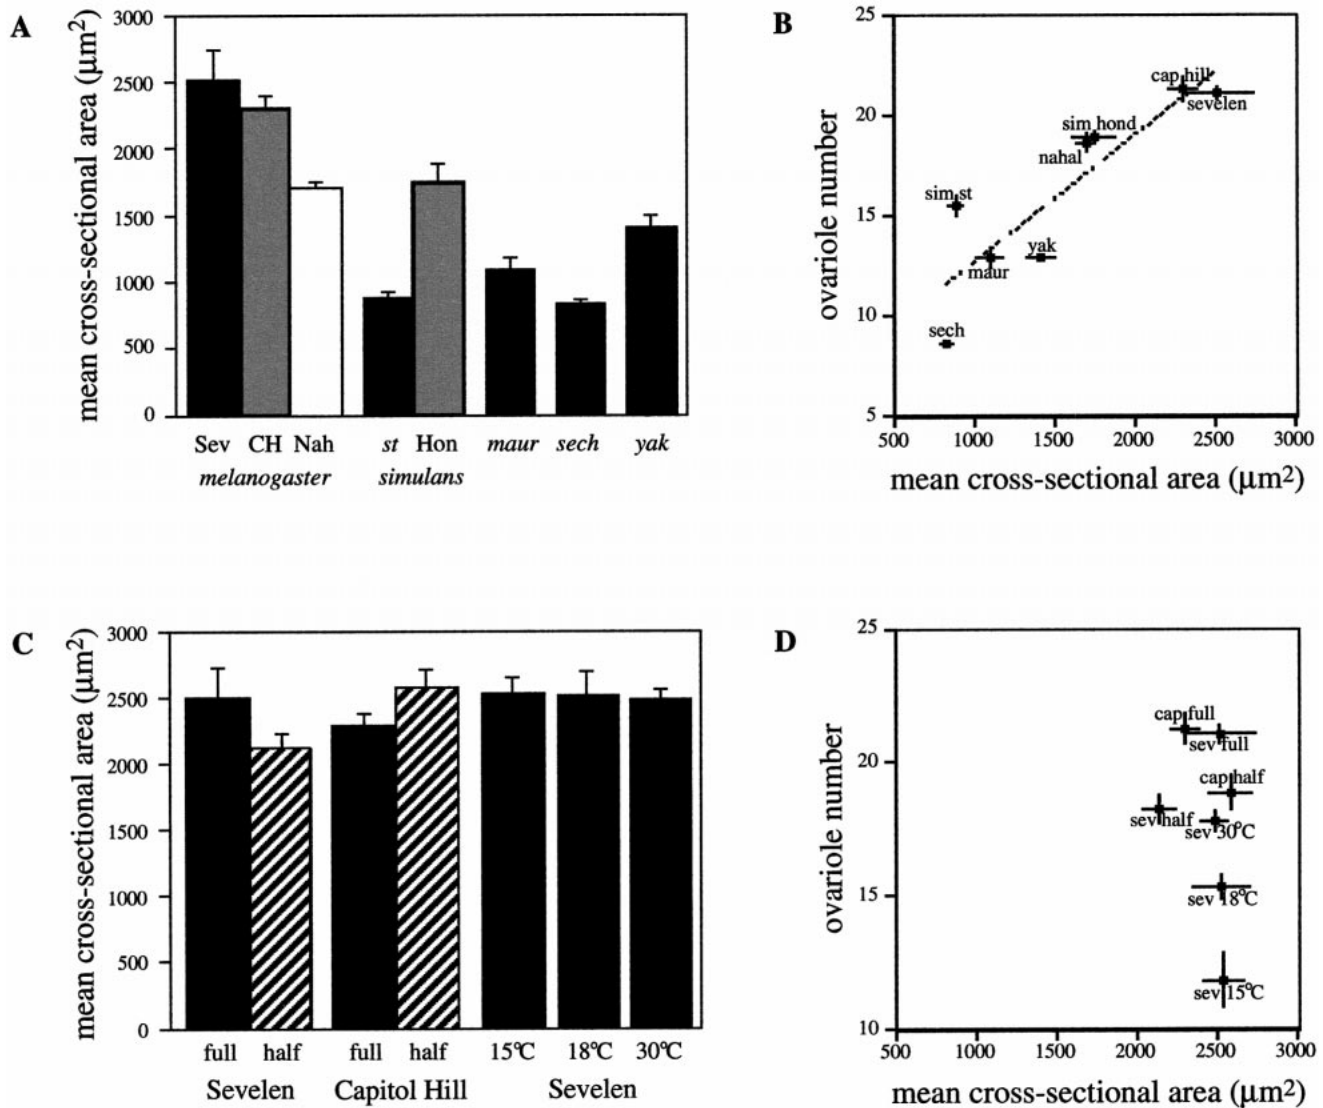 A
mean cross-sectional area (μm²)
3000
2500
2000
1500
1000
500
0
Sev CH Nah st Hon maur sech yak
melanogaster simulans
B
ovariole number
25
20
15
10
5
cap hill
sevelen
sim hond
nahal
sim st
yak
maur
sech
500 1000 1500 2000 2500 3000
mean cross-sectional area (μm²)
C
mean cross-sectional area (μm²)
3000
2500
2000
1500
1000
500
0
full half full half 15°C 18°C 30°C
Sevelen Capitol Hill Sevelen
D
ovariole number
25
20
15
10
cap full
sev full
cap half
sev half
sev 30°C
sev 18°C
sev 15°C
500 1000 1500 2000 2500 3000
mean cross-sectional area (μm²)